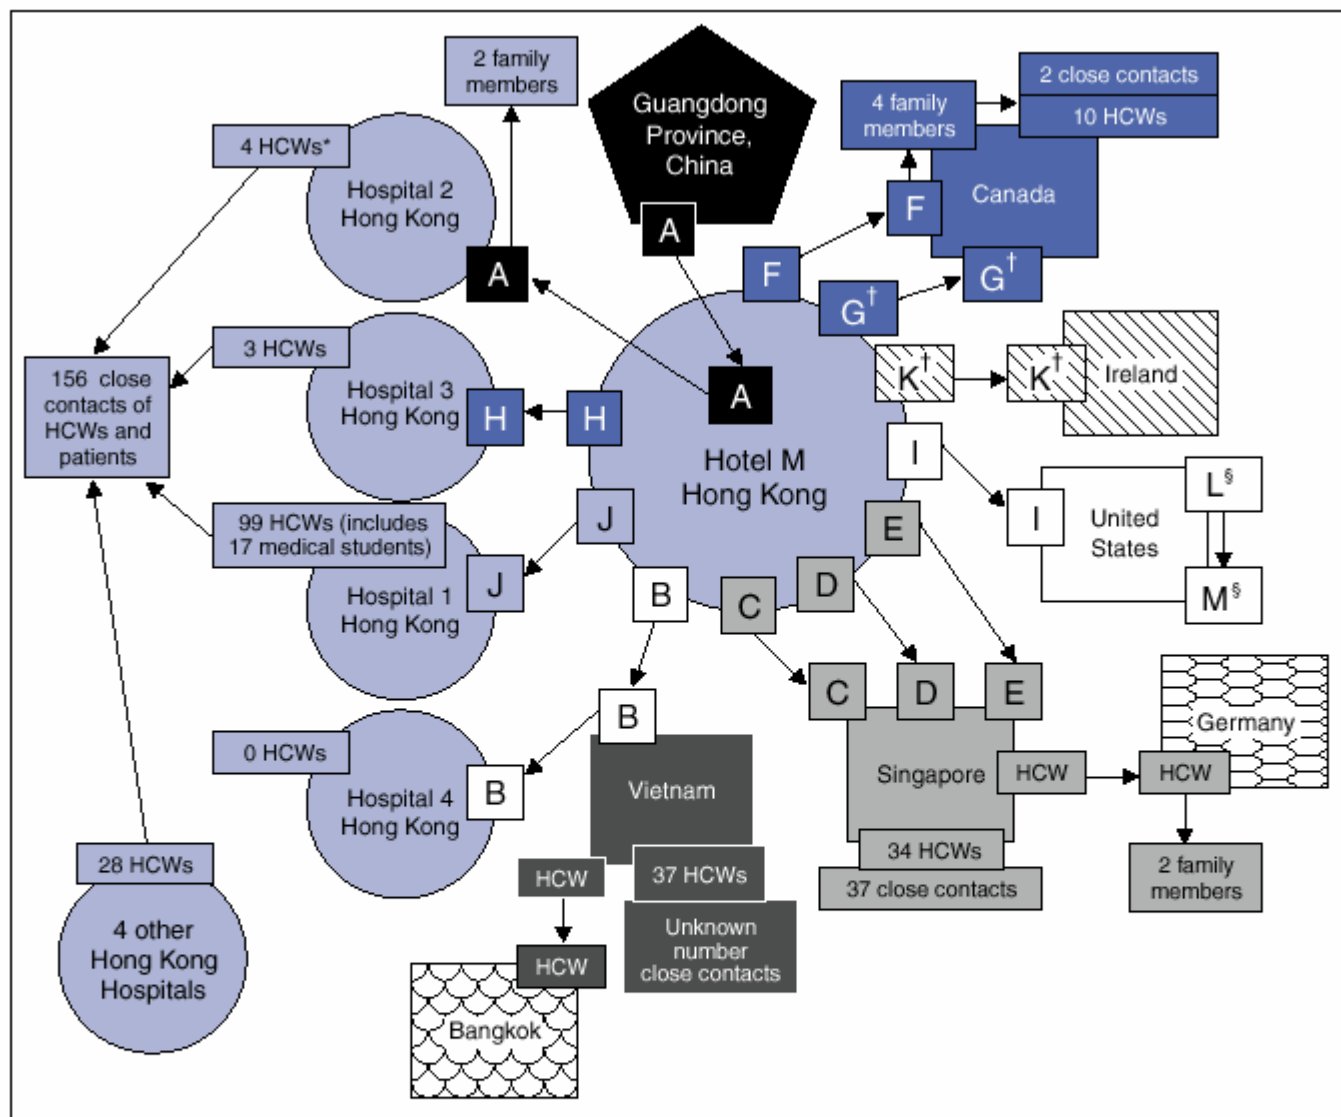 2 family
members
Guangdong
Province,
China
A
4 family
members
2 close contacts
10 HCWs
F
Canada
G†
4 HCWs*
Hospital 2
Hong Kong
A
F
G†
K†
K†
Ireland
3 HCWs
Hospital 3
Hong Kong
H
H
A
Hotel M
Hong Kong
I
I
United
States
L§
M§
156 close
contacts of
HCWs and
patients
99 HCWs (includes
17 medical students)
Hospital 1
Hong Kong
J
J
B
C
D
E
B
C
D
E
0 HCWs
Hospital 4
Hong Kong
B
Vietnam
Singapore
HCW
HCW
Germany
2 family
members
34 HCWs
37 close contacts
HCW
37 HCWs
Unknown
number
close contacts
HCW
Bangkok
28 HCWs
4 other
Hong Kong
Hospitals